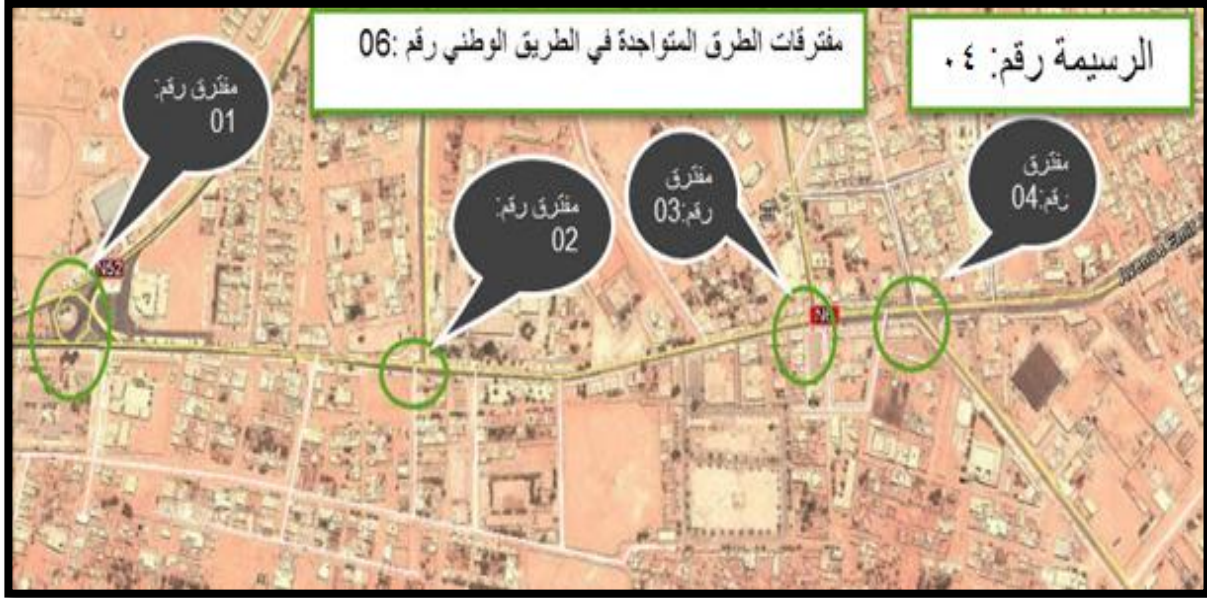 الرسيمة رقم: ٠٤
مفترقات الطرق المتواجدة في الطريق الوطني رقم :06
مفترق رقم:
01
مفترق رقم:
02
مفترق
رقم:03
مفترق
رقم:04
N52